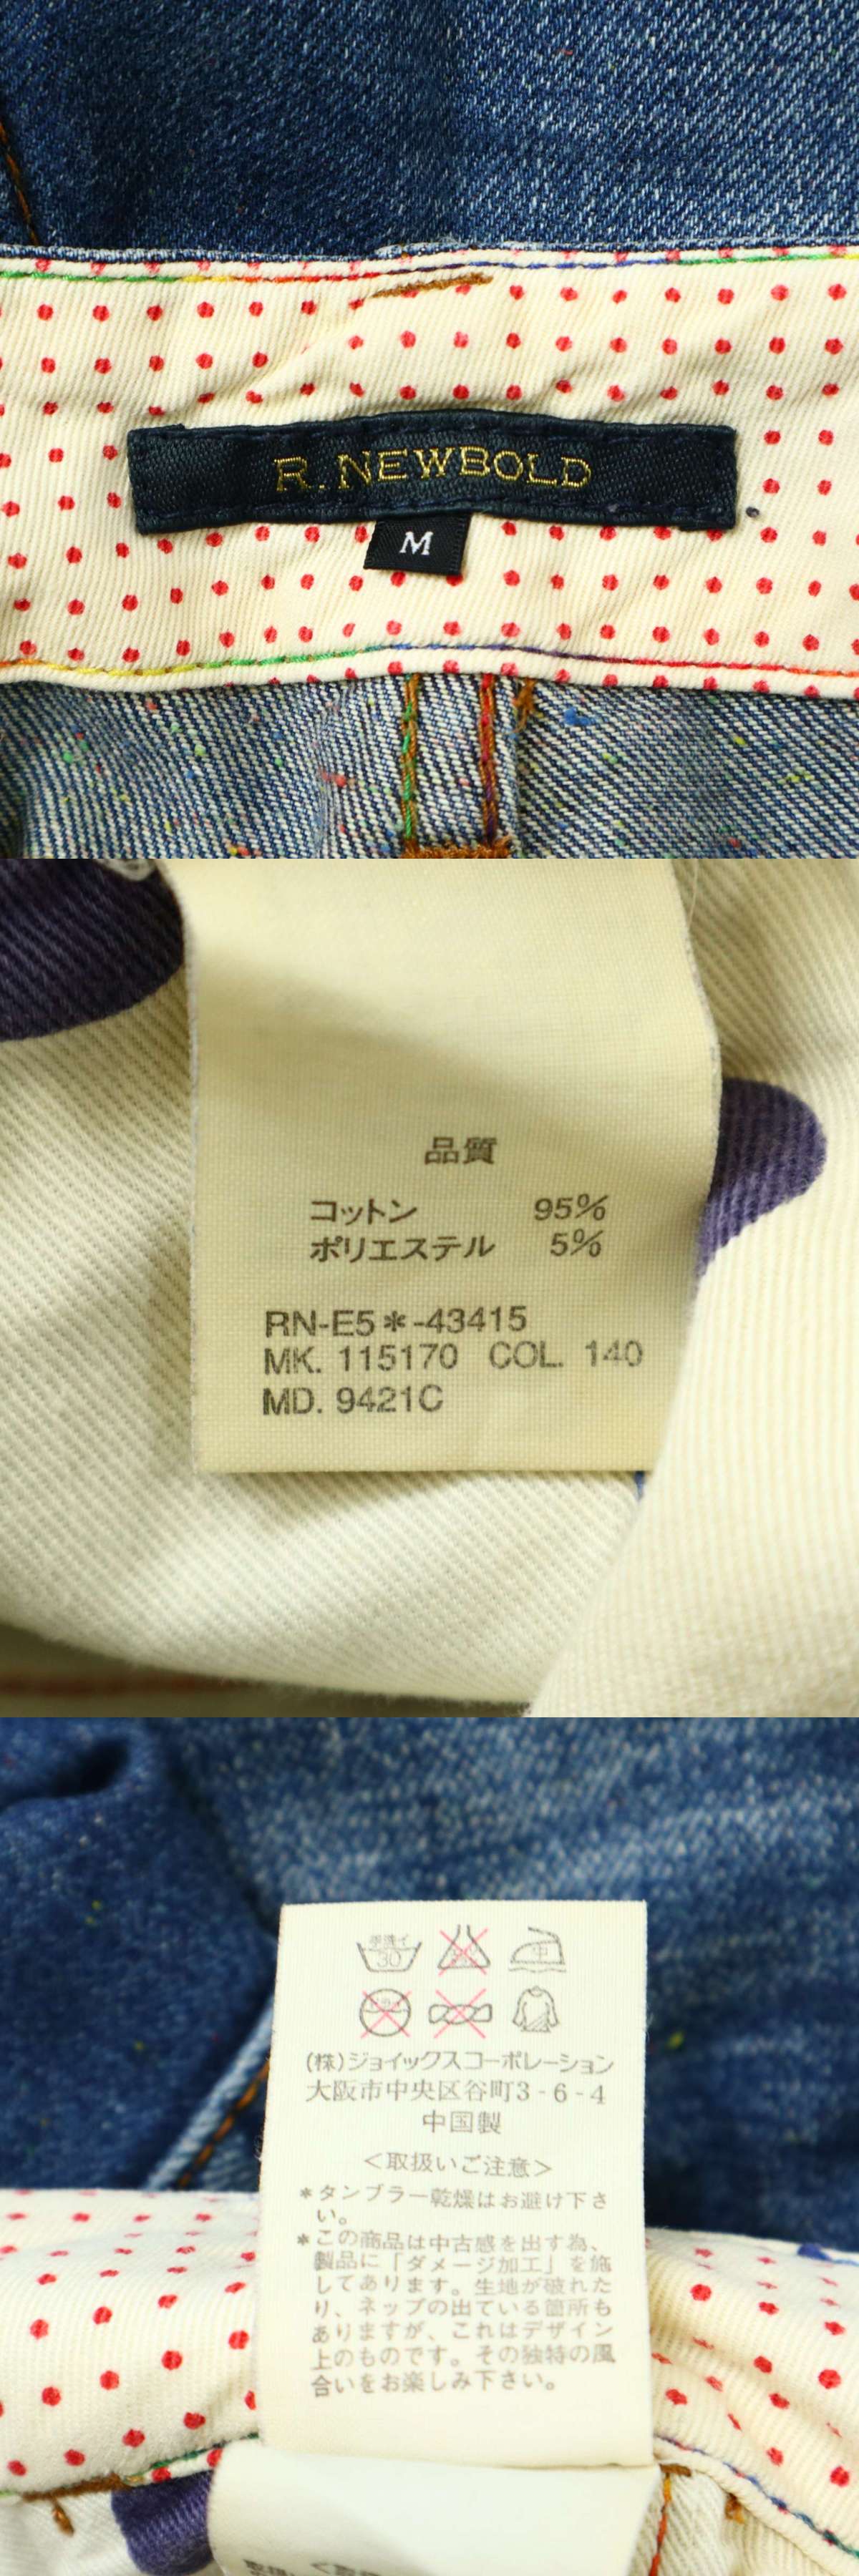 R. NEWBOLD
M
品質
コットン 95%
ポリエステル 5%
RN-E5*-43415
MK. 115170 COL. 140
MD. 9421C
手洗イ
30
中
(株)ジョイックスコーポレーション
大阪市中央区谷町3-6-4
中国製
<取扱いご注意>
*タンブラー乾燥はお避け下さ
い。
*この商品は中古感を出す為、
製品に「ダメージ加工」を施
してあります。生地が破れた
り、ネップの出ている箇所も
ありますが、これはデザイン
上のものです。その独特の風
合いをお楽しみ下さい。